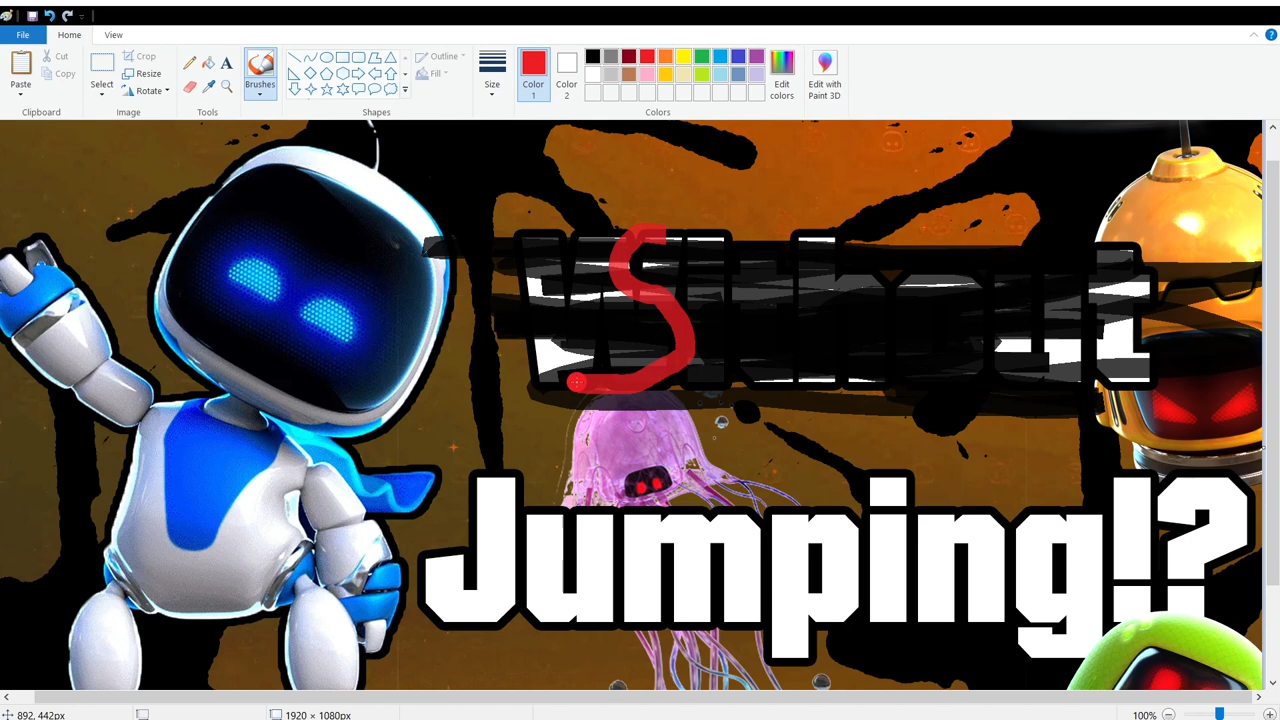 File Home View
Paste
Cut
Copy
Clipboard
Select
Crop
Resize
Rotate
Image
A
Tools
Brushes
Shapes
Outline
Fill
Size
Color 1
Color 2
Edit colors
Colors
Edit with Paint 3D
Without
S
Jumping!?
892, 442px
1920 × 1080px
100%